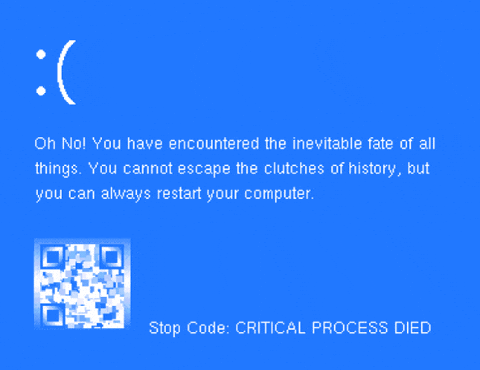 :(
Oh No! You have encountered the inevitable fate of all
things. You cannot escape the clutches of history, but
you can always restart your computer.
Stop Code: CRITICAL PROCESS DIED